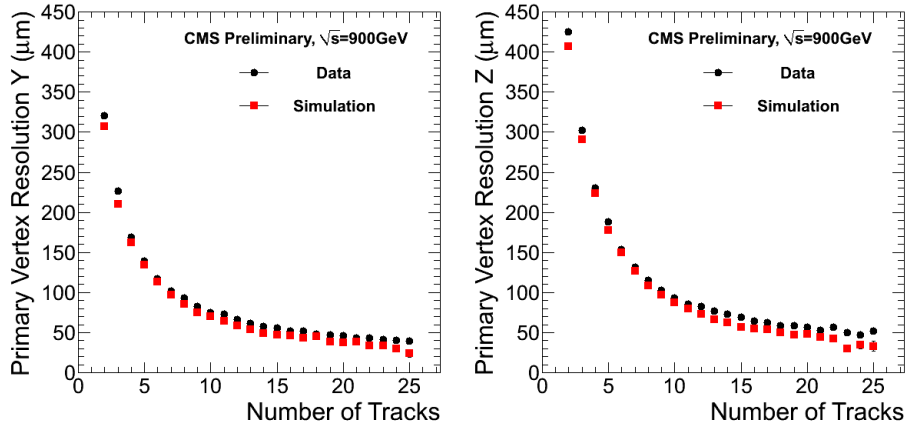 Primary Vertex Resolution Y (μm)
450
400
350
300
250
200
150
100
50
0
CMS Preliminary, √s=900GeV
Data
Simulation
0 5 10 15 20 25
Number of Tracks
Primary Vertex Resolution Z (μm)
450
400
350
300
250
200
150
100
50
0
CMS Preliminary, √s=900GeV
Data
Simulation
0 5 10 15 20 25
Number of Tracks